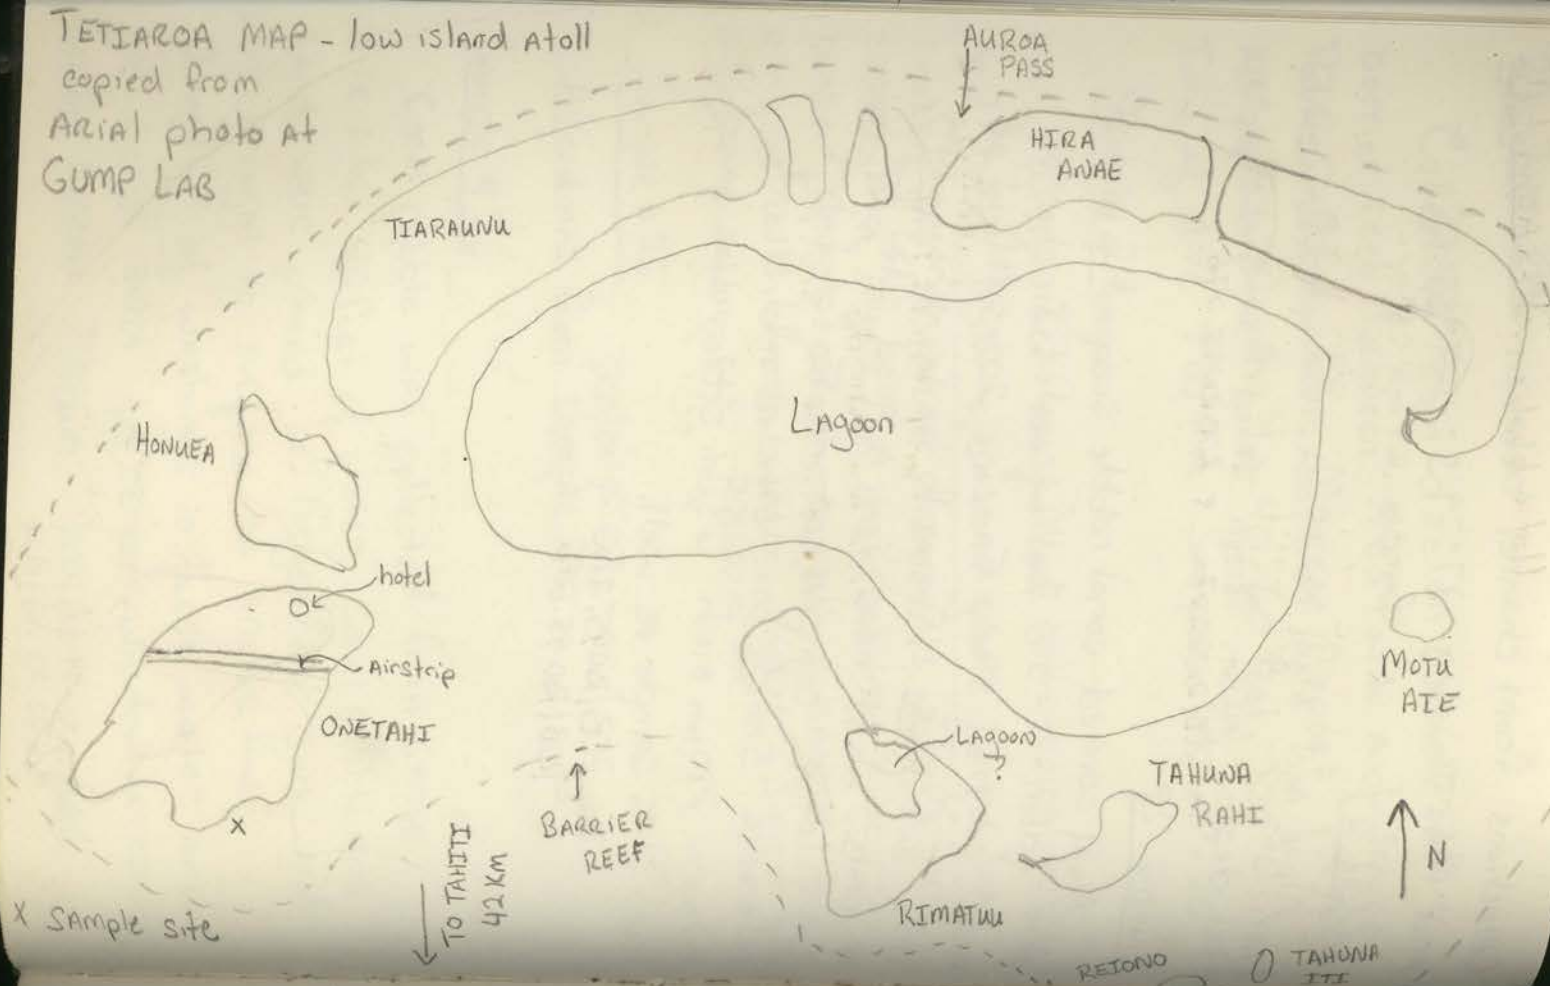 TETIAROA MAP - low island Atoll
copied from
ARIAL photo At
GUMP LAB
AUROA
PASS
HIRA
ANAE
TIARAUNU
HONUEA
Lagoon
hotel
Airstrip
ONETAHI
LAGOON
?
MOTU
AIE
TAHUNA
RAHI
BARRIER
REEF
TO TAHITI
42 KM
N
X
RIMATUU
X SAmple site
REIONO
TAHUNA
ITI